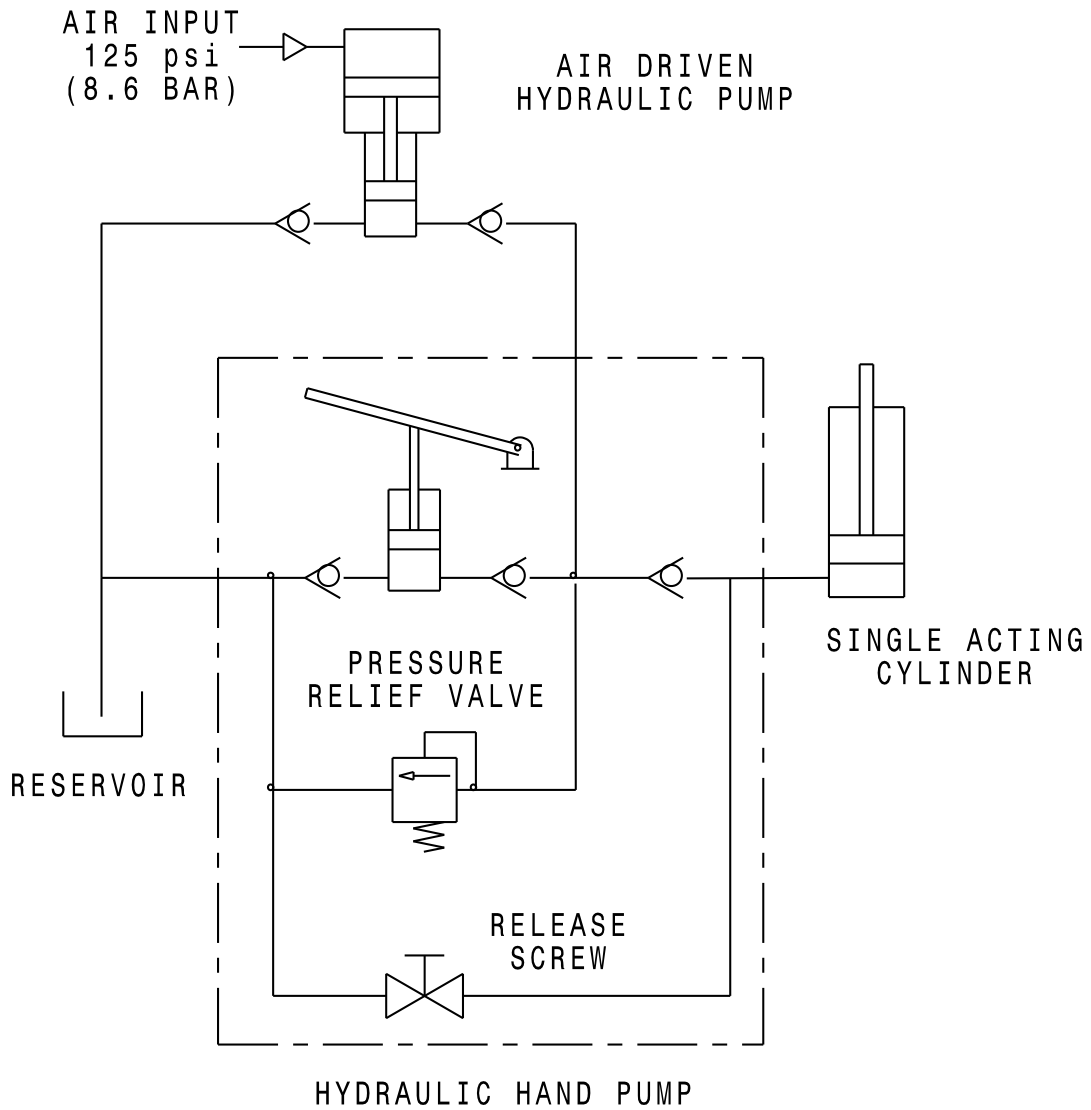 AIR INPUT
125 psi
(8.6 BAR)
AIR DRIVEN
HYDRAULIC PUMP
SINGLE ACTING
CYLINDER
PRESSURE
RELIEF VALVE
RESERVOIR
RELEASE
SCREW
HYDRAULIC HAND PUMP